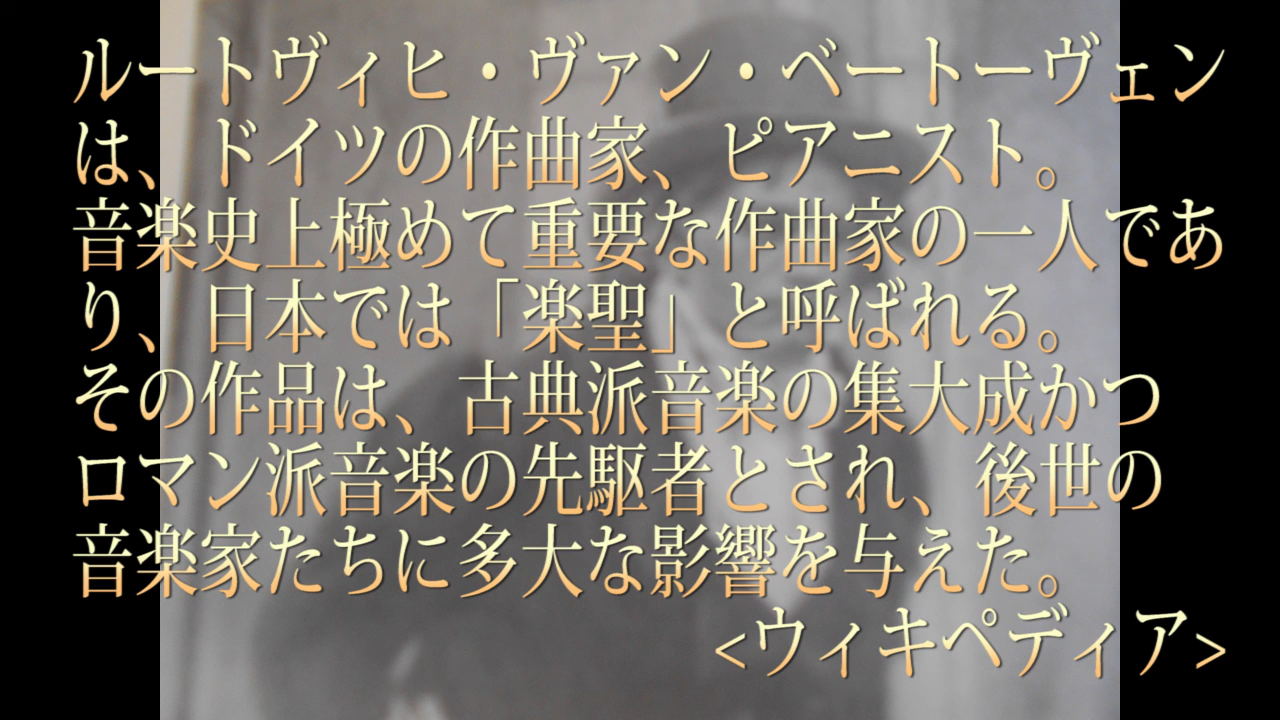 ルートヴィヒ・ヴァン・ベートーヴェン
は、ドイツの作曲家、ピアニスト。
音楽史上極めて重要な作曲家の一人であ
り、日本では「楽聖」と呼ばれる。
その作品は、古典派音楽の集大成かつ
ロマン派音楽の先駆者とされ、後世の
音楽家たちに多大な影響を与えた。
<ウィキペディア>